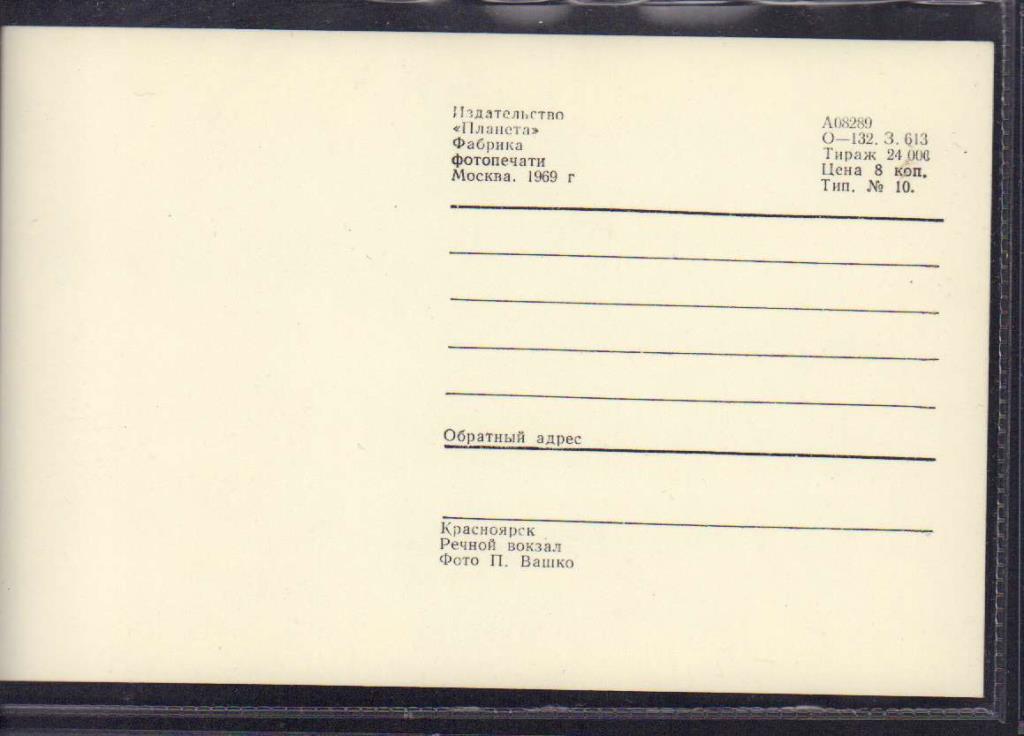 Издательство
«Планета»
Фабрика
фотопечати
Москва. 1969 г
А08289
О—132. З. 613
Тираж 24 000
Цена 8 коп.
Тип. № 10.
Обратный адрес
Красноярск
Речной вокзал
Фото П. Вашко